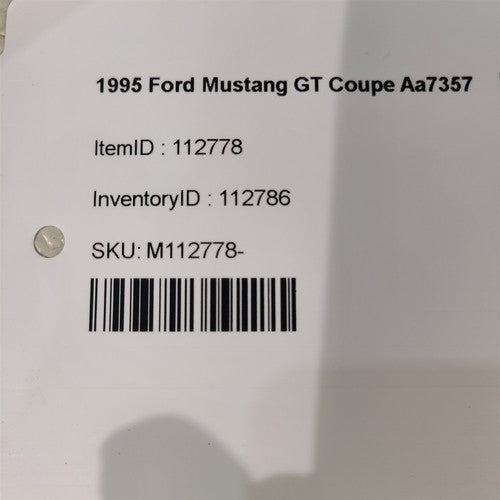 1995 Ford Mustang GT Coupe Aa7357
ItemID : 112778
InventoryID : 112786
SKU: M112778-